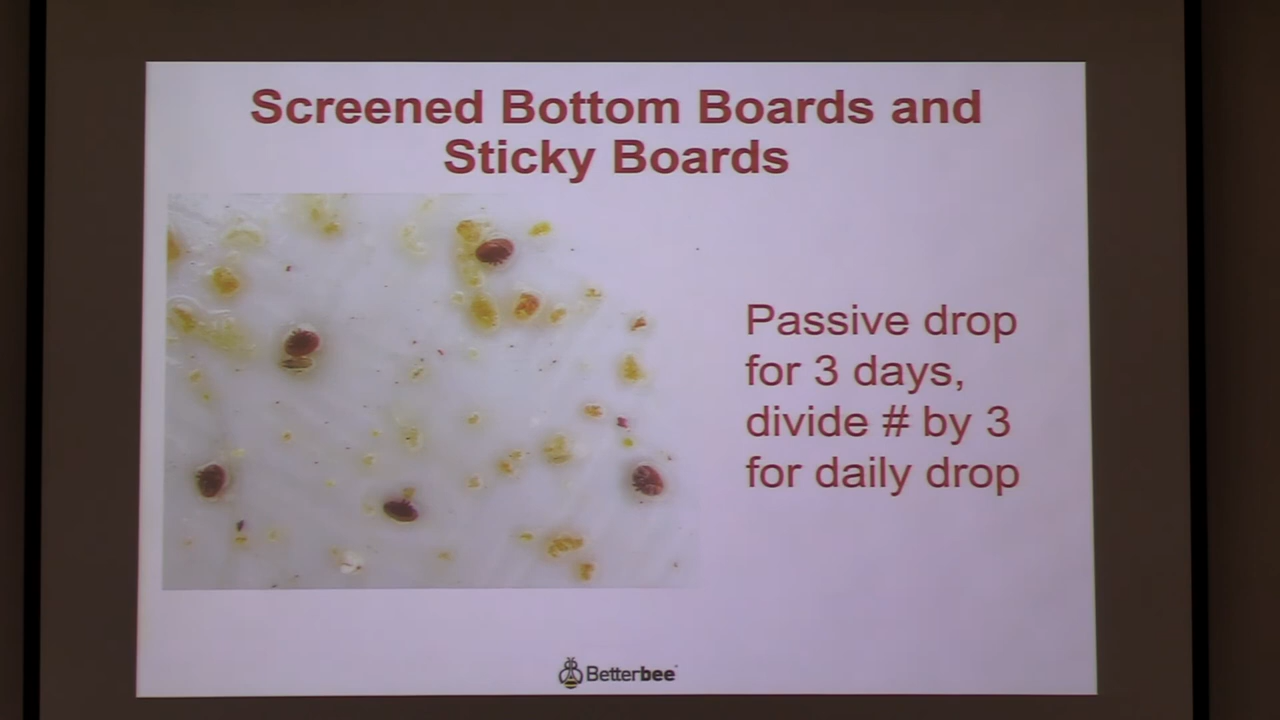 Screened Bottom Boards and
Sticky Boards
Passive drop
for 3 days,
divide # by 3
for daily drop
Betterbee